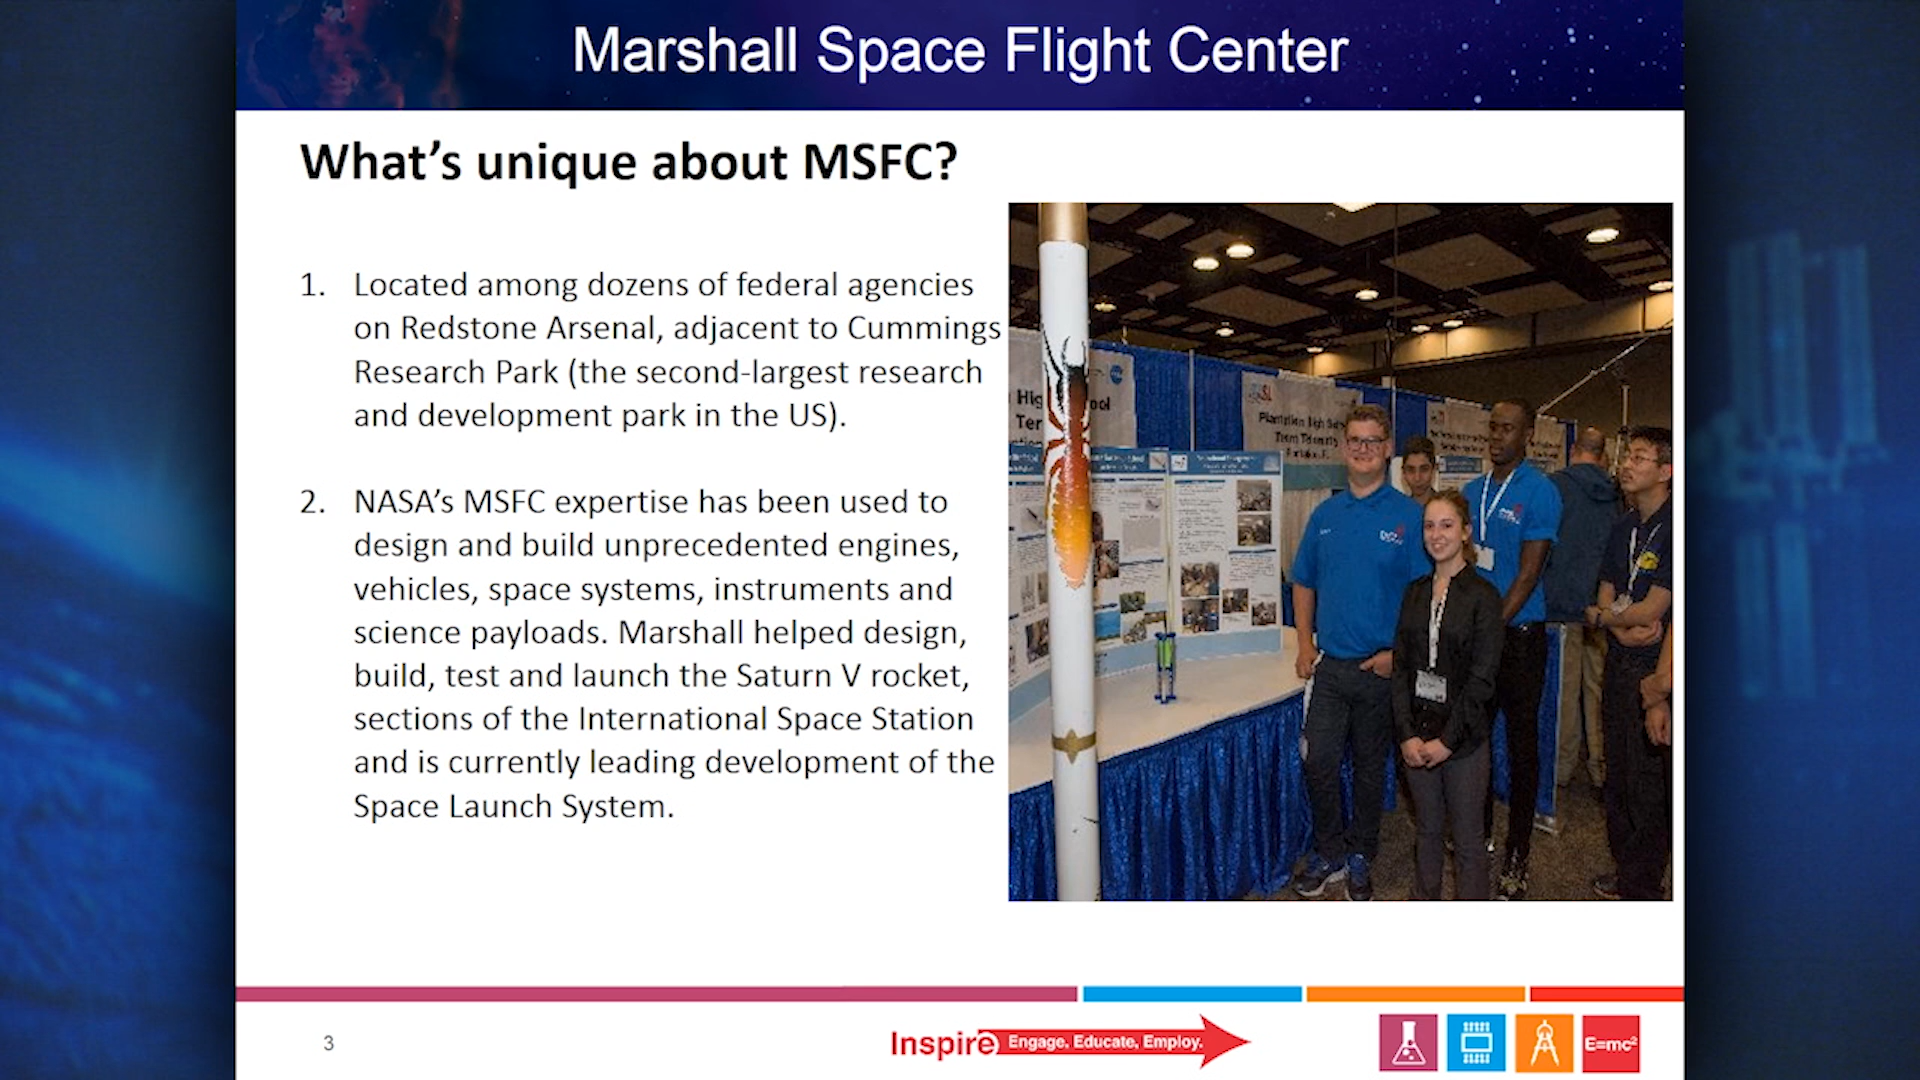 Marshall Space Flight Center
What's unique about MSFC?
1. Located among dozens of federal agencies
on Redstone Arsenal, adjacent to Cummings
Research Park (the second-largest research
and development park in the US).
2. NASA's MSFC expertise has been used to
design and build unprecedented engines,
vehicles, space systems, instruments and
science payloads. Marshall helped design,
build, test and launch the Saturn V rocket,
sections of the International Space Station
and is currently leading development of the
Space Launch System.
Plantation High
3
Inspire Engage. Educate. Employ.
E=mc²